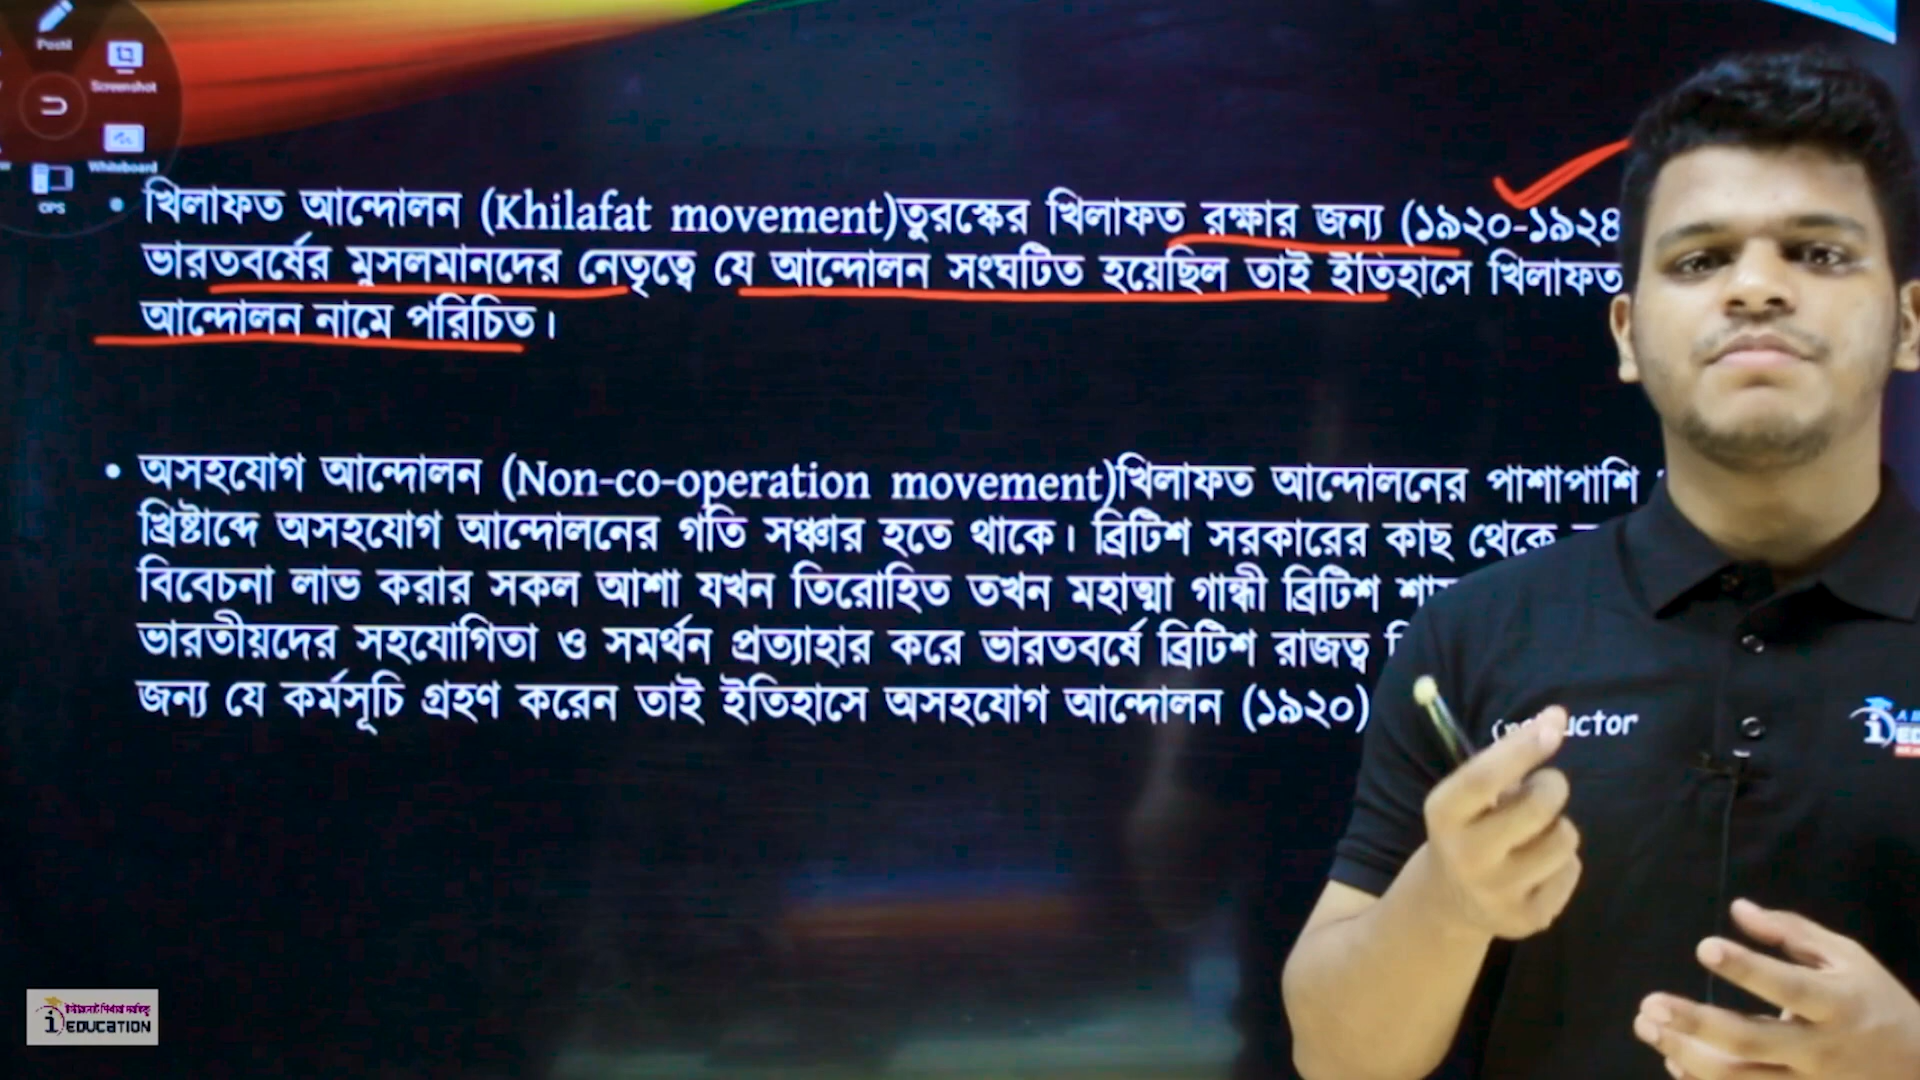 Postil
Screenshot
Whiteboard
OPS
খিলাফত আন্দোলন (Khilafat movement)তুরস্কের খিলাফত রক্ষার জন্য (১৯২০-১৯২৪
ভারতবর্ষের মুসলমানদের নেতৃত্বে যে আন্দোলন সংঘটিত হয়েছিল তাই ইতিহাসে খিলাফত
আন্দোলন নামে পরিচিত।
• অসহযোগ আন্দোলন (Non-co-operation movement)খিলাফত আন্দোলনের পাশাপাশি
খ্রিষ্টাব্দে অসহযোগ আন্দোলনের গতি সঞ্চার হতে থাকে। ব্রিটিশ সরকারের কাছ থেকে
বিবেচনা লাভ করার সকল আশা যখন তিরোহিত তখন মহাত্মা গান্ধী ব্রিটিশ
ভারতীয়দের সহযোগিতা ও সমর্থন প্রত্যাহার করে ভারতবর্ষে ব্রিটিশ রাজত্ব
জন্য যে কর্মসূচি গ্রহণ করেন তাই ইতিহাসে অসহযোগ আন্দোলন (১৯২০)
EDUCATION